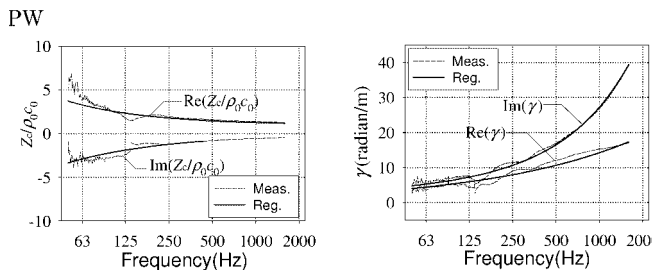 PW
10
5
0
-5
-10
Zc/ρ0c0
Re(Zc/ρ0c0)
Im(Zc/ρ0c0)
Meas.
Reg.
63 125 250 500 1000 2000
Frequency(Hz)
40
30
20
10
0
γ(radian/m)
Meas.
Reg.
Im(γ)
Re(γ)
63 125 250 500 1000 2000
Frequency(Hz)